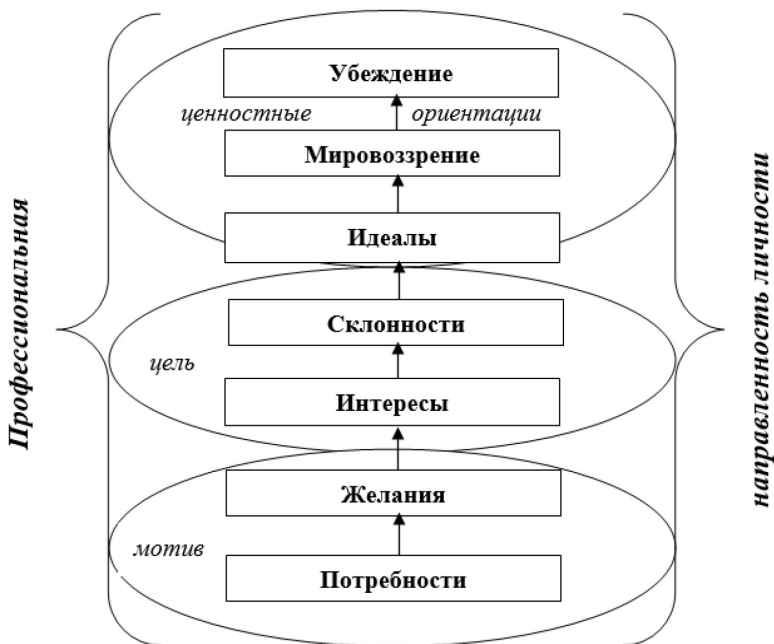 Убеждение
ценностные ориентации
Мировоззрение
Идеалы
Склонности
цель
Интересы
Желания
мотив
Потребности
Профессиональная
направленность личности